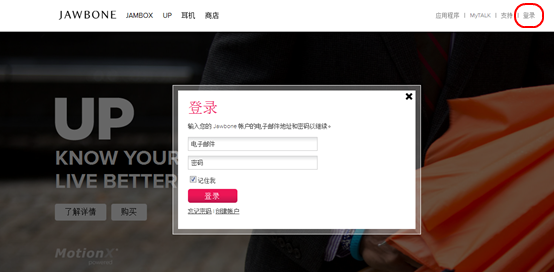 JAWBONE JAMBOX UP 耳机 商店 应用程序 | MyTALK | 支持 | 登录
登录
输入您的 Jawbone 帐户的电子邮件地址和密码以继续。
电子邮件
密码
记住我
登录
忘记密码 | 创建帐户
UP
KNOW YOUR
LIVE BETTER
了解详情 购买
MotionX
powered